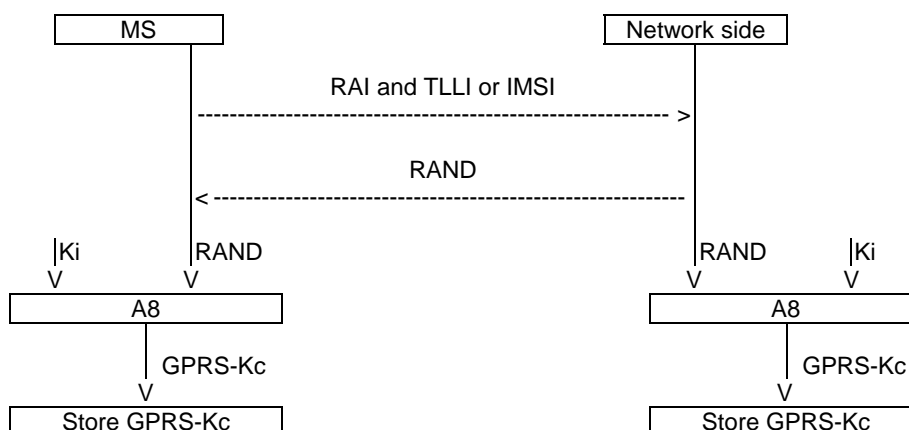 MS Network side
RAI and TLLI or IMSI
--------------------------------------------------------- >
RAND
< ---------------------------------------------------------
Ki RAND RAND Ki
V V V V
A8 A8
GPRS-Kc GPRS-Kc
V V
Store GPRS-Kc Store GPRS-Kc